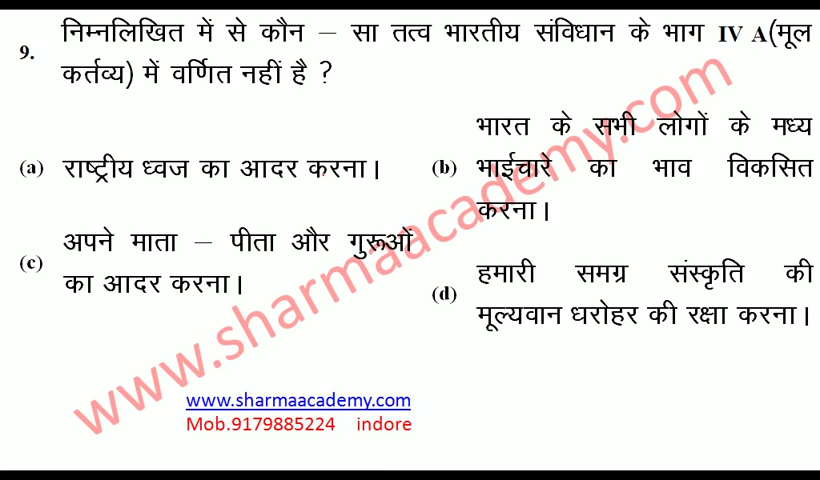 9. निम्नलिखित में से कौन – सा तत्व भारतीय संविधान के भाग IV A(मूल
कर्तव्य) में वर्णित नहीं है ?
(a) राष्ट्रीय ध्वज का आदर करना।
(b) भारत के सभी लोगों के मध्य
भाईचारे का भाव विकसित
करना।
(c) अपने माता – पीता और गुरूओं
का आदर करना।
(d) हमारी समग्र संस्कृति की
मूल्यवान धरोहर की रक्षा करना।
www.sharmaacademy.com
www.sharmaacademy.com
Mob.9179885224 indore